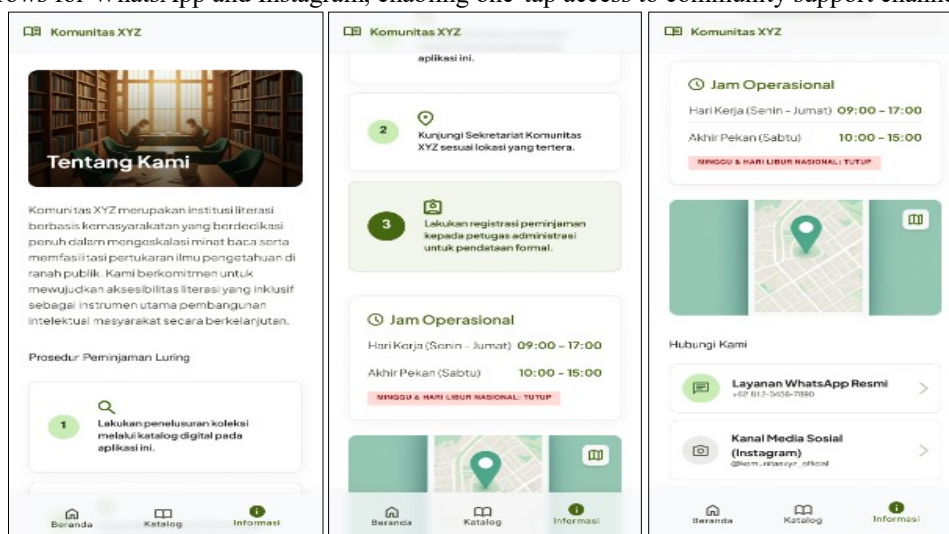 rows for WhatsApp and Instagram, enabling one-tap access to community support channe
Komunitas XYZ
Tentang Kami
Komunitas XYZ merupakan institusi literasi
berbasis kemasyarakatan yang berdedikasi
penuh dalam mengeskalasi minat baca serta
memfasilitasi pertukaran ilmu pengetahuan di
ranah publik. Kami berkomitmen untuk
mewujudkan aksesibilitas literasi yang inklusif
sebagai instrumen utama pembangunan
intelektual masyarakat secara berkelanjutan.
Prosedur Peminjaman Luring
1
Lakukan penelusuran koleksi
melalui katalog digital pada
aplikasi ini.
Beranda
Katalog
Informasi
Komunitas XYZ
aplikasi ini.
2
Kunjungi Sekretariat Komunitas
XYZ sesuai lokasi yang tertera.
3
Lakukan registrasi peminjaman
kepada petugas administrasi
untuk pendataan formal.
Jam Operasional
Hari Kerja (Senin - Jumat) 09:00 - 17:00
Akhir Pekan (Sabtu) 10:00 - 15:00
MINGGU & HARI LIBUR NASIONAL: TUTUP
Beranda
Katalog
Informasi
Komunitas XYZ
Jam Operasional
Hari Kerja (Senin - Jumat) 09:00 - 17:00
Akhir Pekan (Sabtu) 10:00 - 15:00
MINGGU & HARI LIBUR NASIONAL: TUTUP
Hubungi Kami
Layanan WhatsApp Resmi
+62 812-3456-7890
Kanal Media Sosial
(Instagram)
@komunitasxyz_official
Beranda
Katalog
Informasi